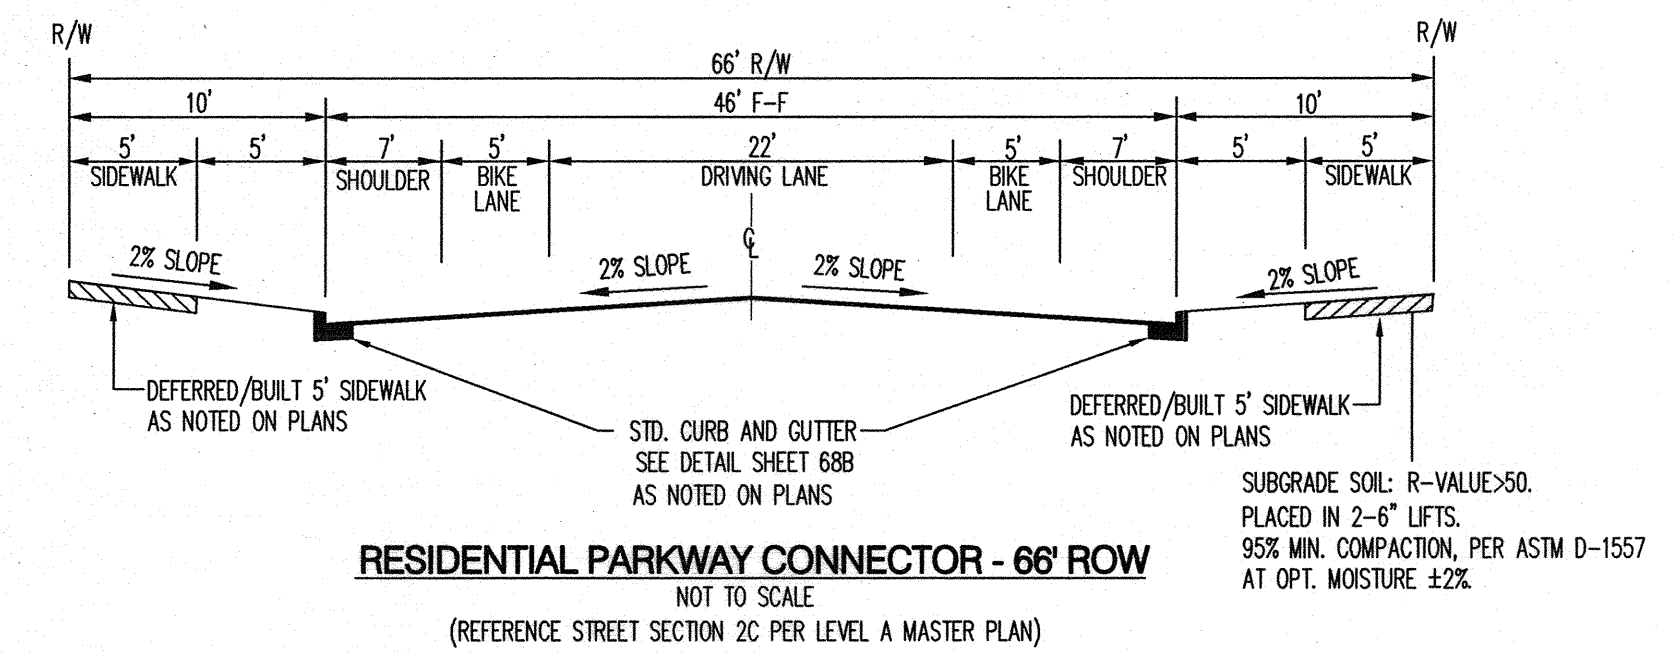 R/W
R/W
66' R/W
10'
46' F-F
10'
5'
5'
7'
5'
22'
5'
7'
5'
5'
SIDEWALK
SHOULDER
BIKE
LANE
DRIVING LANE
BIKE
LANE
SHOULDER
SIDEWALK
℄
2% SLOPE
2% SLOPE
2% SLOPE
2% SLOPE
DEFERRED/BUILT 5' SIDEWALK
AS NOTED ON PLANS
STD. CURB AND GUTTER
SEE DETAIL SHEET 68B
AS NOTED ON PLANS
DEFERRED/BUILT 5' SIDEWALK
AS NOTED ON PLANS
SUBGRADE SOIL: R-VALUE>50.
PLACED IN 2-6" LIFTS.
95% MIN. COMPACTION, PER ASTM D-1557
AT OPT. MOISTURE ±2%.
RESIDENTIAL PARKWAY CONNECTOR - 66' ROW
NOT TO SCALE
(REFERENCE STREET SECTION 2C PER LEVEL A MASTER PLAN)